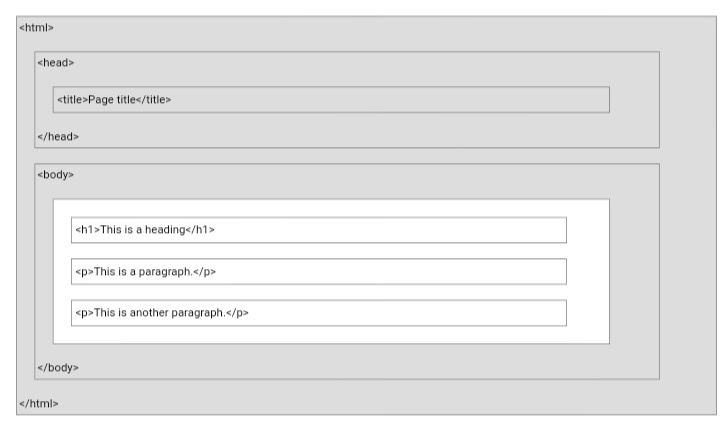 <html>
<head>
<title>Page title</title>
</head>
<body>
<h1>This is a heading</h1>
<p>This is a paragraph.</p>
<p>This is another paragraph.</p>
</body>
</html>